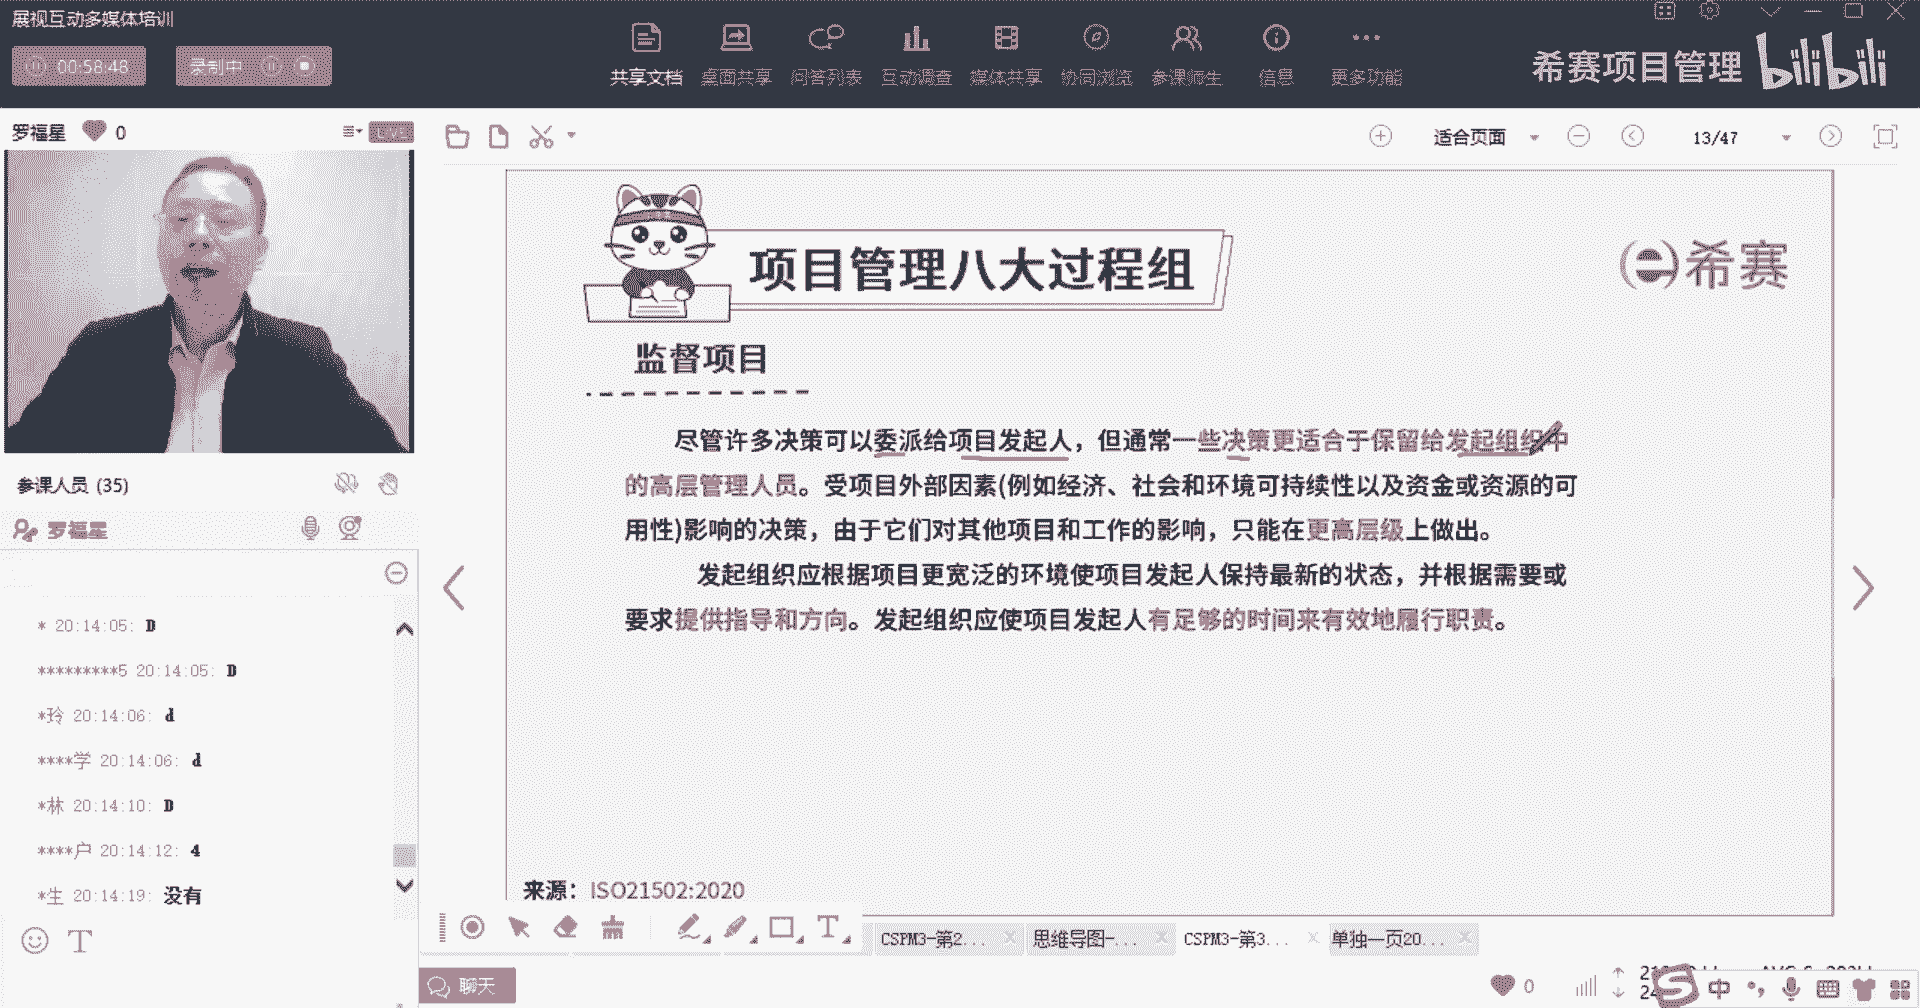 展视互动多媒体培训
00:58:48
录制中
共享文档
桌面共享
问答列表
互动调查
媒体共享
协同浏览
参课师生
信息
更多功能
希赛项目管理
bilibili
罗福星 0
LIVE
适合页面
13/47
参课人员 (35)
罗福星
* 20:14:05: D
*********5 20:14:05: D
*玲 20:14:06: d
****学 20:14:06: d
*林 20:14:10: D
****户 20:14:12: 4
*生 20:14:19: 没有
项目管理八大过程组
希赛
监督项目
尽管许多决策可以委派给项目发起人，但通常一些决策更适合于保留给发起组织中
的高层管理人员。受项目外部因素(例如经济、社会和环境可持续性以及资金或资源的可
用性)影响的决策，由于它们对其他项目和工作的影响，只能在更高层级上做出。
发起组织应根据项目更宽泛的环境使项目发起人保持最新的状态，并根据需要或
要求提供指导和方向。发起组织应使项目发起人有足够的时间来有效地履行职责。
来源：ISO21502:2020
T
T
CSPM3-第2...
思维导图-...
CSPM3-第3...
单独一页20...
聊天
0
中